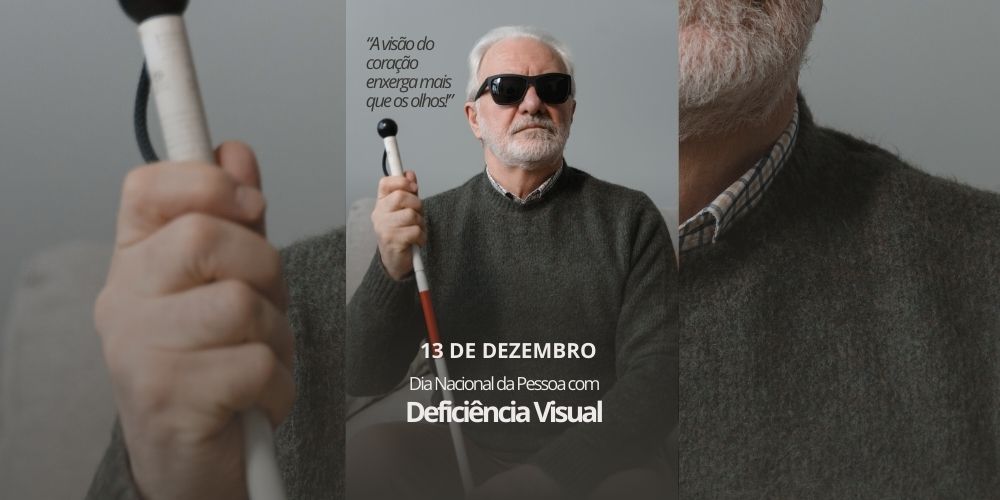 “A visão do
coração
enxerga mais
que os olhos!”
13 DE DEZEMBRO
Dia Nacional da Pessoa com
Deficiência Visual